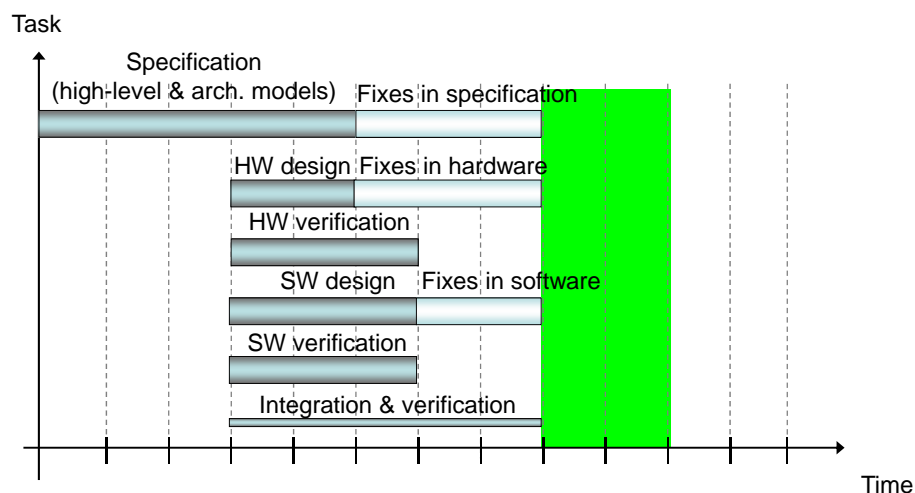 Task
Specification
(high-level & arch. models)
Fixes in specification
HW design
Fixes in hardware
HW verification
SW design
Fixes in software
SW verification
Integration & verification
Time